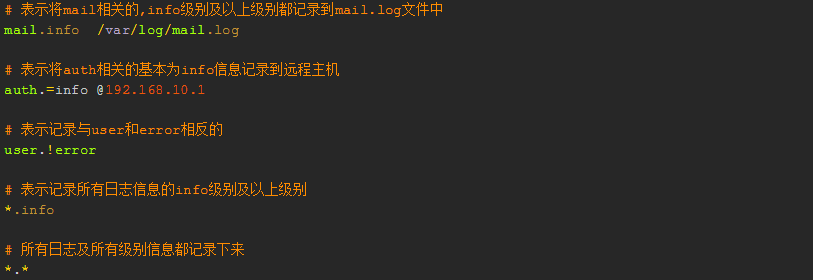 # 表示将mail相关的,info级别及以上级别都记录到mail.log文件中
mail.info  /var/log/mail.log
# 表示将auth相关的基本为info信息记录到远程主机
auth.=info @192.168.10.1
# 表示记录与user和error相反的
user.!error
# 表示记录所有日志信息的info级别及以上级别
*.info
# 所有日志及所有级别信息都记录下来
*.*